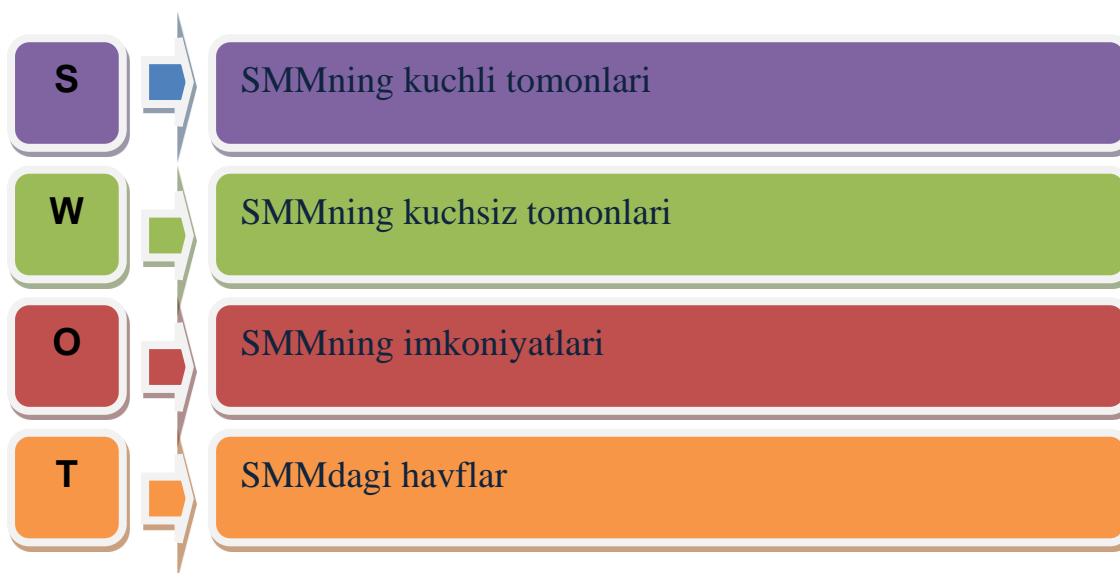 S
SMMning kuchli tomonlari
W
SMMning kuchsiz tomonlari
O
SMMning imkoniyatlari
T
SMMdagi havflar